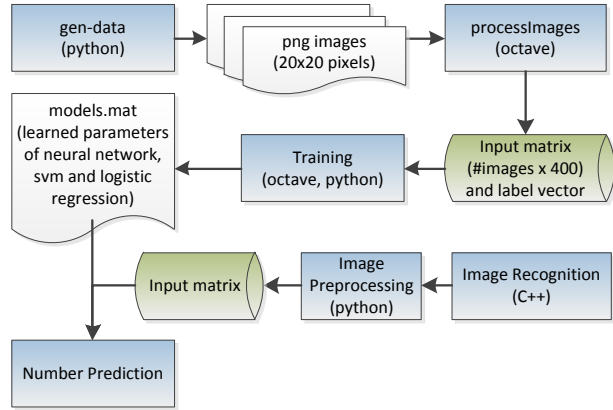 gen-data
(python)
png images
(20x20 pixels)
processImages
(octave)
models.mat
(learned parameters
of neural network,
svm and logistic
regression)
Training
(octave, python)
Input matrix
(#images x 400)
and label vector
Input matrix
Image
Preprocessing
(python)
Image Recognition
(C++)
Number Prediction